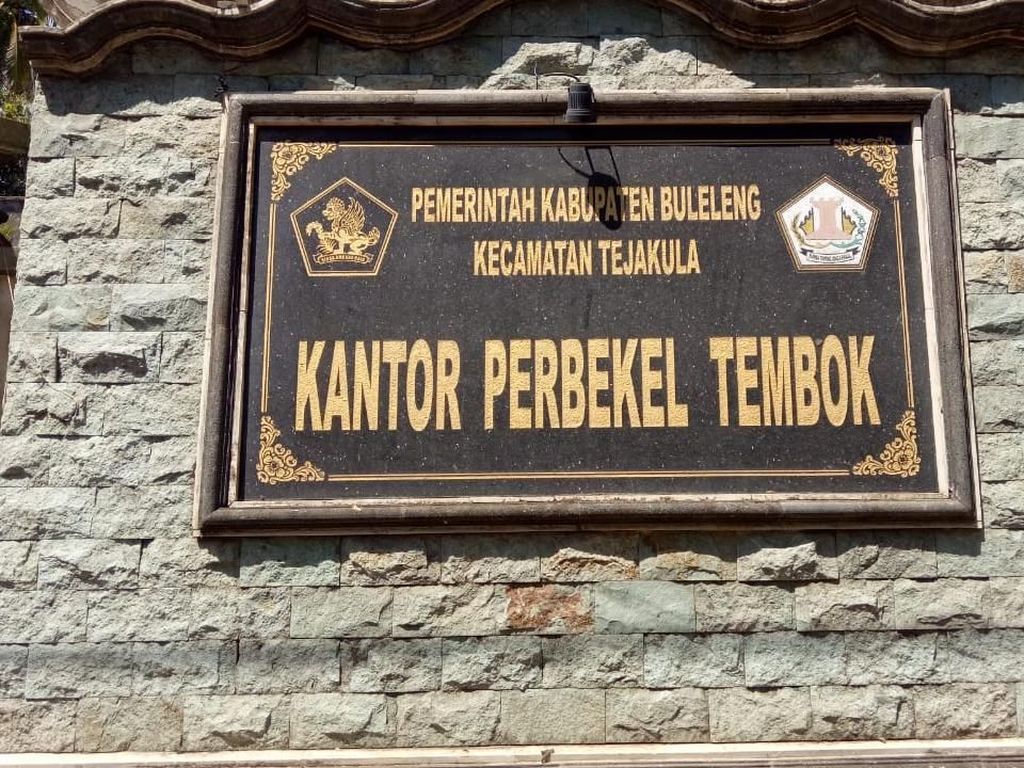 PEMERINTAH KABUPATEN BULELENG
KECAMATAN TEJAKULA
KANTOR PERBEKEL TEMBOK